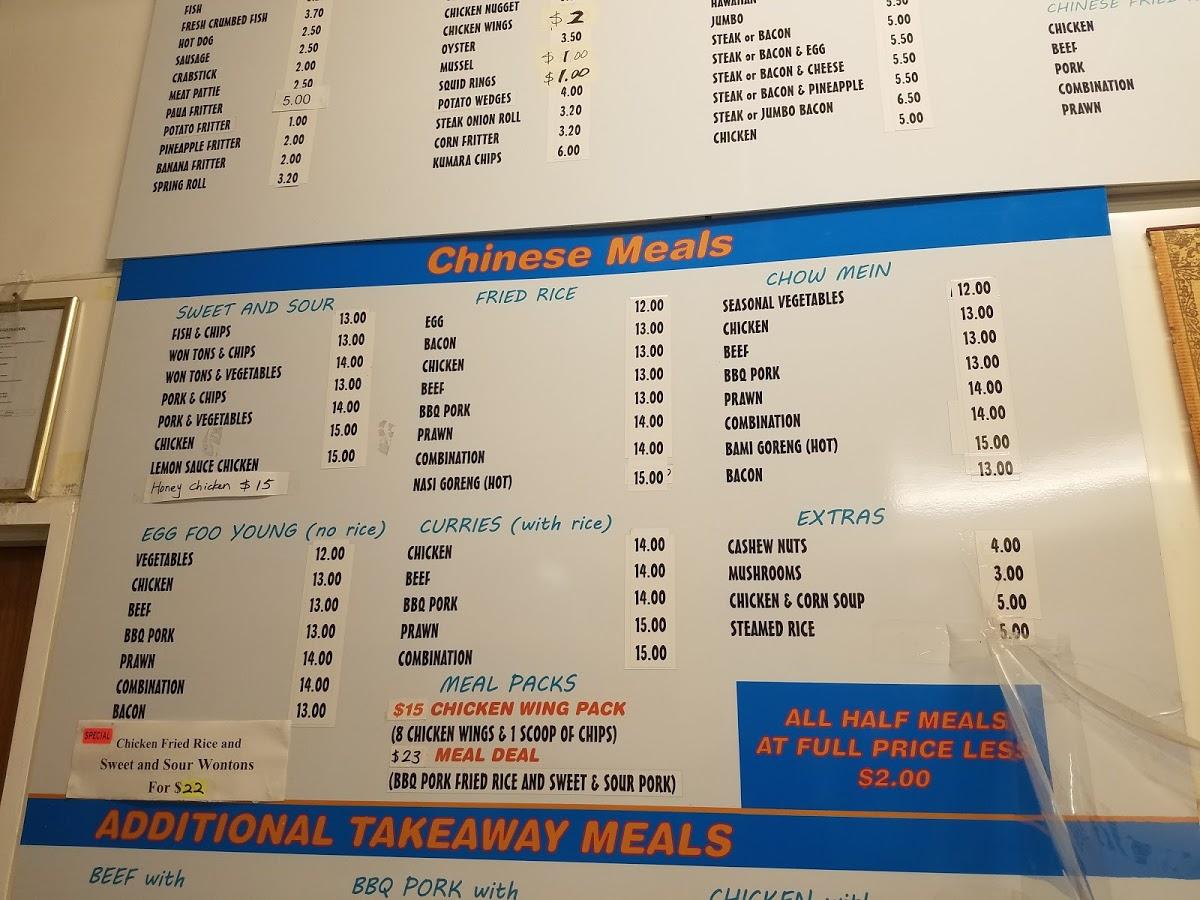 FISH
FRESH CRUMBED FISH 3.70
HOT DOG 2.50
SAUSAGE 2.50
CRABSTICK 2.00
MEAT PATTIE 2.50
PAUA FRITTER 5.00
POTATO FRITTER 1.00
PINEAPPLE FRITTER 2.00
BANANA FRITTER 2.00
SPRING ROLL 3.20
CHICKEN NUGGET
CHICKEN WINGS $2
OYSTER 3.50
MUSSEL $1.00
SQUID RINGS $1.00
POTATO WEDGES 4.00
STEAK ONION ROLL 3.20
CORN FRITTER 3.20
KUMARA CHIPS 6.00
HAWAIIAN
JUMBO 5.50
STEAK or BACON 5.00
STEAK or BACON & EGG 5.50
STEAK or BACON & CHEESE 5.50
STEAK or BACON & PINEAPPLE 5.50
STEAK or JUMBO BACON 6.50
CHICKEN 5.00
CHINESE FRIED
CHICKEN
BEEF
PORK
COMBINATION
PRAWN
Chinese Meals
SWEET AND SOUR
FISH & CHIPS 13.00
WON TONS & CHIPS 13.00
WON TONS & VEGETABLES 14.00
PORK & CHIPS 13.00
PORK & VEGETABLES 14.00
CHICKEN 15.00
LEMON SAUCE CHICKEN 15.00
Honey Chicken $15
FRIED RICE
EGG 12.00
BACON 13.00
CHICKEN 13.00
BEEF 13.00
BBQ PORK 13.00
PRAWN 14.00
COMBINATION 14.00
NASI GORENG (HOT) 15.00
CHOW MEIN
SEASONAL VEGETABLES 12.00
CHICKEN 13.00
BEEF 13.00
BBQ PORK 13.00
PRAWN 14.00
COMBINATION 14.00
BAMI GORENG (HOT) 15.00
BACON 13.00
EGG FOO YOUNG (no rice)
VEGETABLES 12.00
CHICKEN 13.00
BEEF 13.00
BBQ PORK 13.00
PRAWN 14.00
COMBINATION 14.00
BACON 13.00
SPECIAL
Chicken Fried Rice and
Sweet and Sour Wontons
For $22
CURRIES (with rice)
CHICKEN 14.00
BEEF 14.00
BBQ PORK 14.00
PRAWN 15.00
COMBINATION 15.00
MEAL PACKS
$15 CHICKEN WING PACK
(8 CHICKEN WINGS & 1 SCOOP OF CHIPS)
$23 MEAL DEAL
(BBQ PORK FRIED RICE AND SWEET & SOUR PORK)
EXTRAS
CASHEW NUTS 4.00
MUSHROOMS 3.00
CHICKEN & CORN SOUP 5.00
STEAMED RICE 5.00
ALL HALF MEALS
AT FULL PRICE LESS
$2.00
ADDITIONAL TAKEAWAY MEALS
BEEF with
BBQ PORK with
CHICKEN with